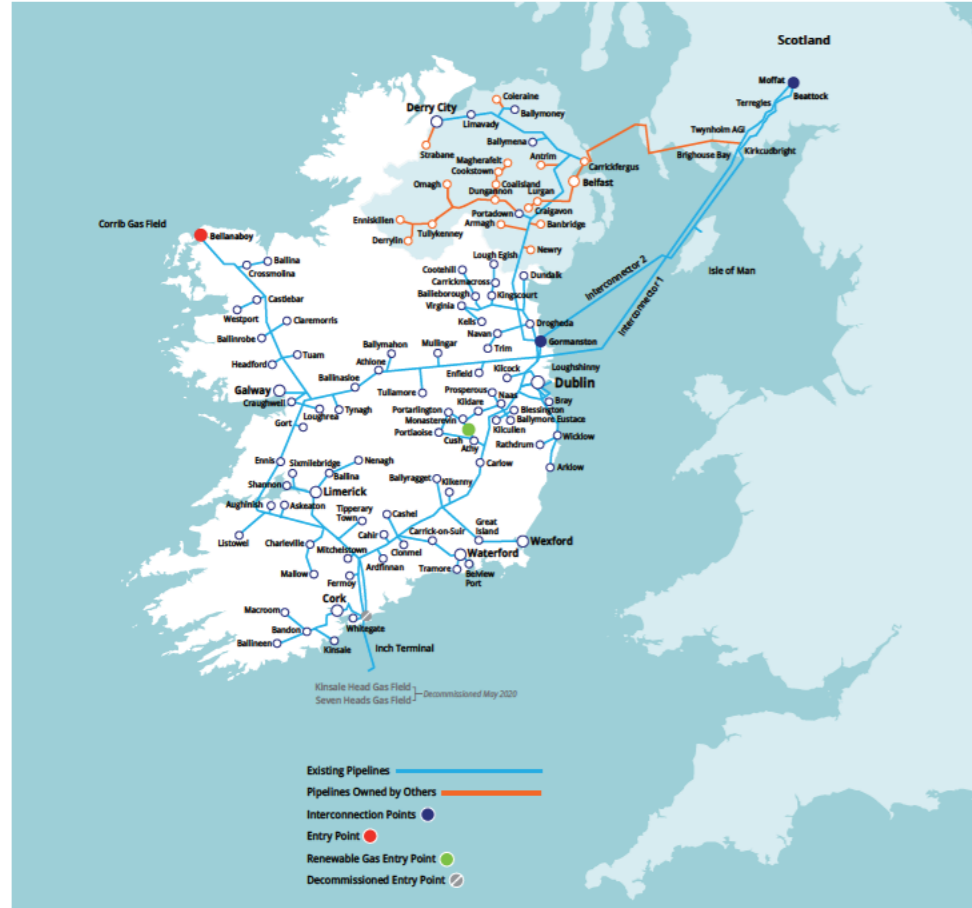 Scotland
Moffat
Beattock
Terregles
Twynholm AGI
Kirkcudbright
Brighouse Bay
Coleraine
Derry City
Ballymoney
Limavady
Strabane
Ballymena
Magherafelt
Antrim
Cookstown
Carrickfergus
Coalisland
Omagh
Dungannon
Lurgan
Belfast
Portadown
Craigavon
Enniskillen
Armagh
Banbridge
Tullykenney
Derrylin
Newry
Corrib Gas Field
Bellanaboy
Lough Egish
Cootehill
Dundalk
Carrickmacross
Bailieborough
Kingscourt
Virginia
Kells
Drogheda
Navan
Trim
Gormanston
Interconnector 2
Interconnector 1
Isle of Man
Ballina
Crossmolina
Castlebar
Westport
Claremorris
Ballinrobe
Tuam
Headford
Ballymahon
Mullingar
Athlone
Loughshinny
Enfield
Kilcock
Dublin
Galway
Ballinasloe
Tullamore
Prosperous
Naas
Kildare
Craughwell
Loughrea
Tynagh
Portarlington
Monasterevin
Blessington
Bray
Ballymore Eustace
Kilcullen
Gort
Portlaoise
Cush
Athy
Rathdrum
Wicklow
Arklow
Carlow
Ennis
Sixmilebridge
Nenagh
Ballina
Shannon
Limerick
Ballyragget
Kilkenny
Aughinish
Askeaton
Tipperary
Town
Cashel
Great
Island
Carrick-on-Suir
Wexford
Listowel
Charleville
Cahir
Clonmel
Waterford
Mitchelstown
Ardfinnan
Tramore
Belview
Port
Mallow
Fermoy
Cork
Macroom
Whitegate
Bandon
Ballineen
Kinsale
Inch Terminal
Kinsale Head Gas Field
Seven Heads Gas Field
Decommissioned May 2020
Existing Pipelines
Pipelines Owned by Others
Interconnection Points
Entry Point
Renewable Gas Entry Point
Decommissioned Entry Point